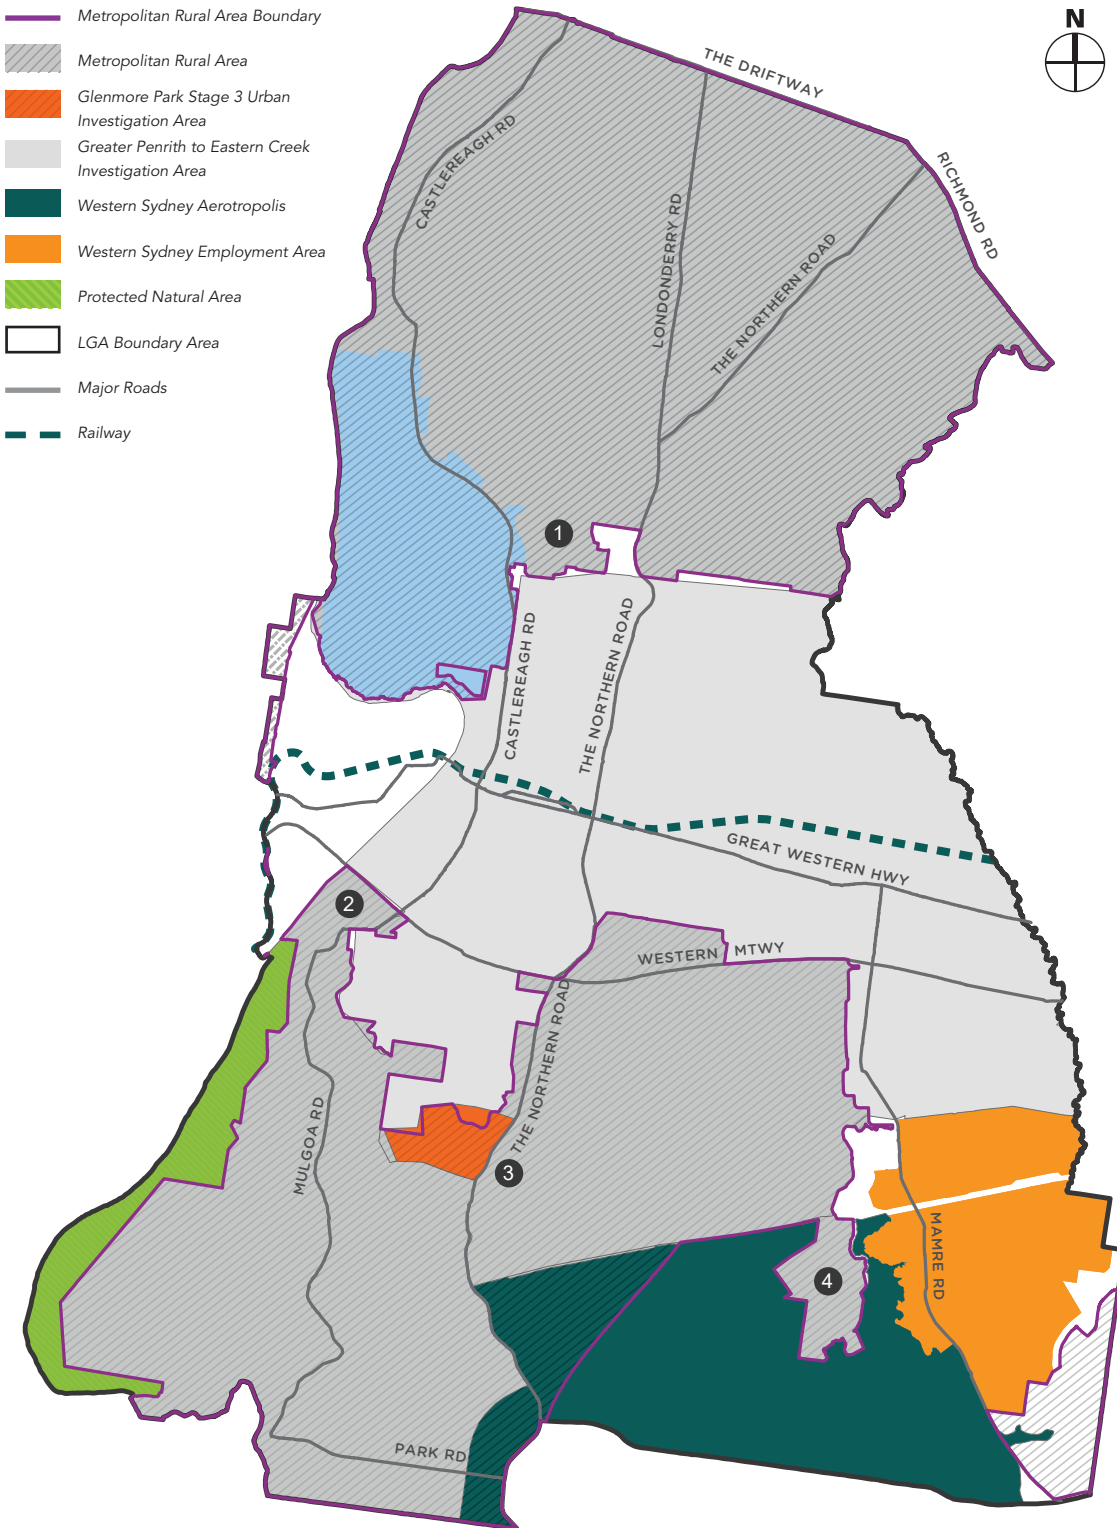 Metropolitan Rural Area Boundary
Metropolitan Rural Area
Glenmore Park Stage 3 Urban
Investigation Area
Greater Penrith to Eastern Creek
Investigation Area
Western Sydney Aerotropolis
Western Sydney Employment Area
Protected Natural Area
LGA Boundary Area
Major Roads
Railway
N
THE DRIFTWAY
CASTLEREAGH RD
RICHMOND RD
LONDONDERRY RD
THE NORTHERN ROAD
1
CASTLEREAGH RD
THE NORTHERN ROAD
GREAT WESTERN HWY
2
WESTERN MTWY
THE NORTHERN ROAD
MULGOA RD
3
MAMRE RD
4
PARK RD